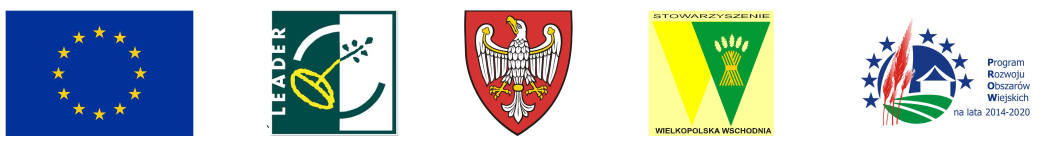 LEADER
STOWARZYSZENIE
WIELKOPOLSKA WSCHODNIA
Program
Rozwoju
Obszarów
Wiejskich
na lata 2014-2020